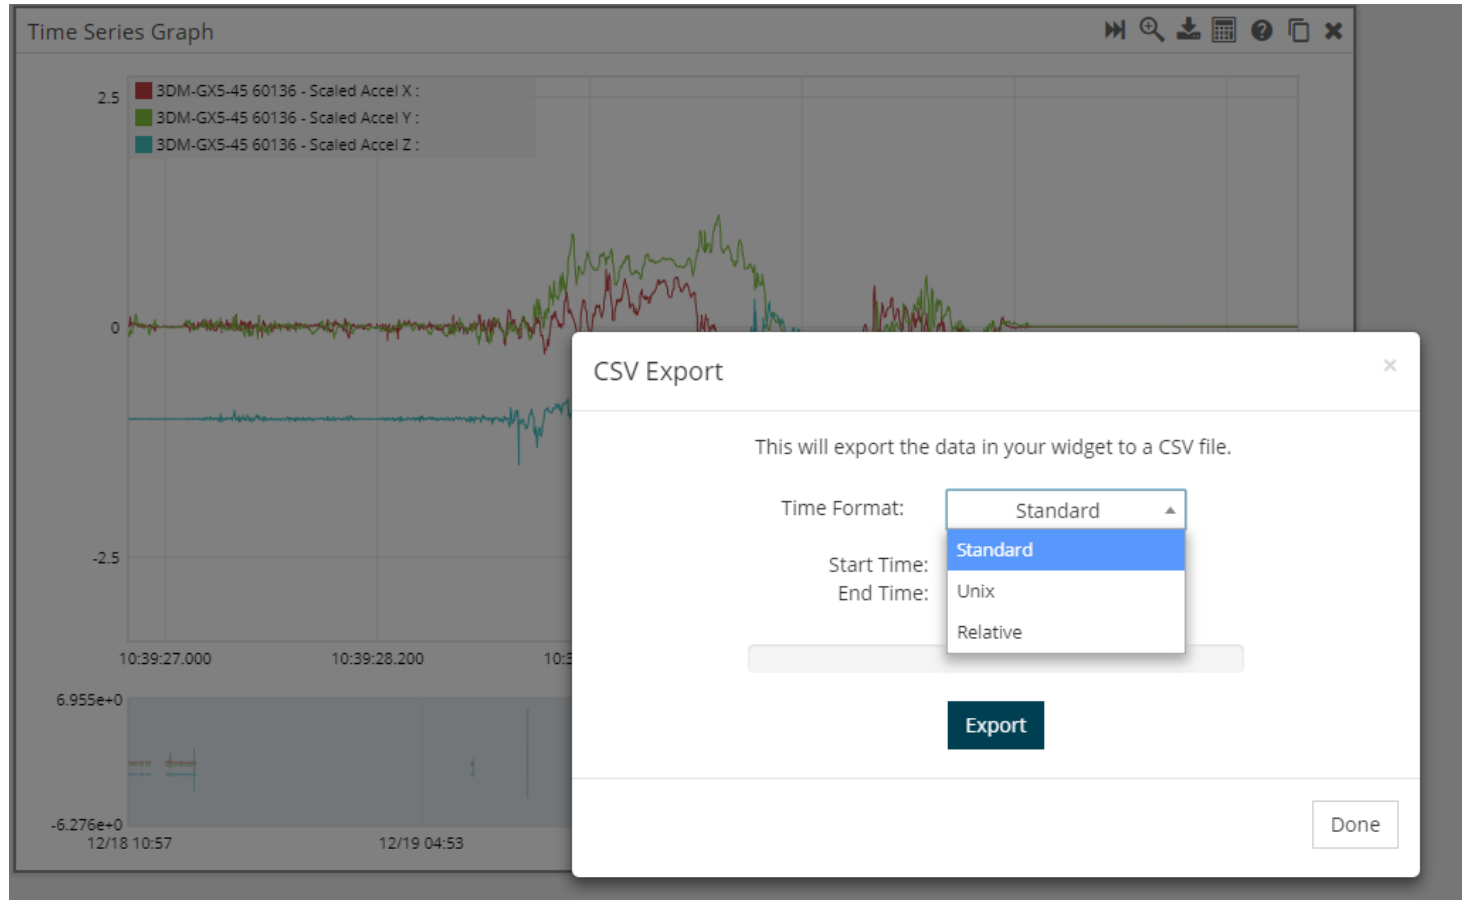 Time Series Graph
2.5
3DM-GX5-45 60136 - Scaled Accel X :
3DM-GX5-45 60136 - Scaled Accel Y :
3DM-GX5-45 60136 - Scaled Accel Z :
0
-2.5
10:39:27.000 10:39:28.200 10:3
6.955e+0
-6.276e+0
12/18 10:57 12/19 04:53
CSV Export
×
This will export the data in your widget to a CSV file.
Time Format: Standard
Standard
Start Time:
End Time: Unix
Relative
Export
Done